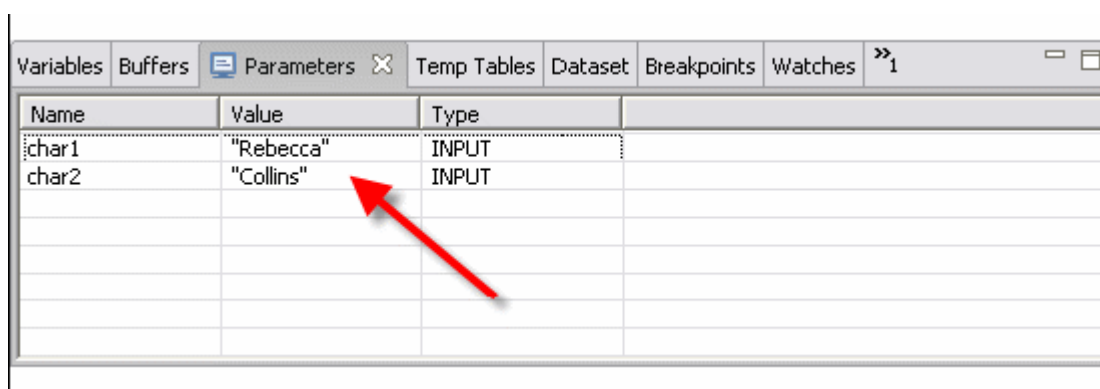 Variables Buffers Parameters Temp Tables Dataset Breakpoints Watches »1
Name Value Type
char1 "Rebecca" INPUT
char2 "Collins" INPUT